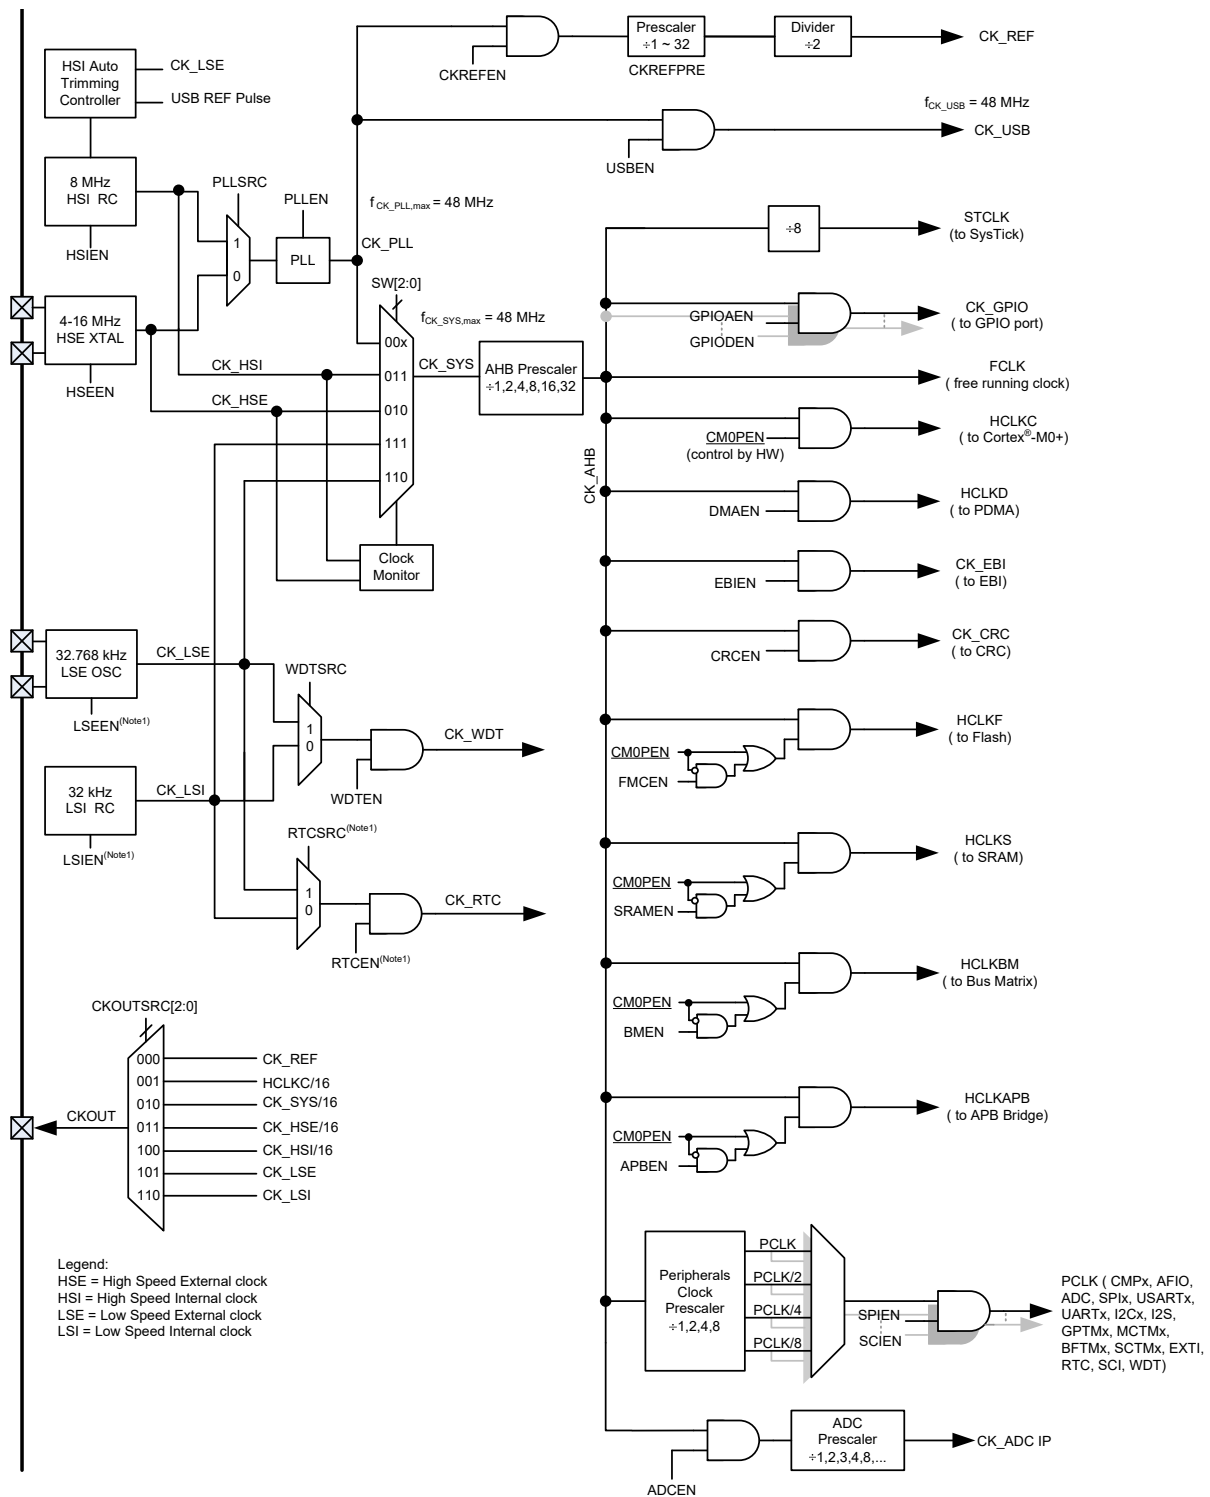 Prescaler
÷1 ~ 32
Divider
÷2
CK_REF
CKREFEN
CKREFPRE
HSI Auto
Trimming
Controller
CK_LSE
USB REF Pulse
fCK_USB = 48 MHz
CK_USB
USBEN
8 MHz
HSI RC
PLLSRC
PLLEN
fCK_PLL,max = 48 MHz
HSIEN
1
0
PLL
CK_PLL
÷8
STCLK
(to SysTick)
SW[2:0]
4-16 MHz
HSE XTAL
HSEEN
fCK_SYS,max = 48 MHz
GPIOAEN
GPIODEN
CK_GPIO
( to GPIO port)
00x
011
010
111
110
CK_HSI
CK_HSE
CK_SYS
AHB Prescaler
÷1,2,4,8,16,32
FCLK
( free running clock)
CM0PEN
(control by HW)
HCLKC
( to Cortex®-M0+)
CK_AHB
DMAEN
HCLKD
( to PDMA)
Clock
Monitor
EBIEN
CK_EBI
( to EBI)
CRCEN
CK_CRC
( to CRC)
32.768 kHz
LSE OSC
CK_LSE
LSEEN(Note1)
WDTSRC
1
0
CK_WDT
WDTEN
CM0PEN
FMCEN
HCLKF
( to Flash)
32 kHz
LSI RC
CK_LSI
LSIEN(Note1)
RTCSRC(Note1)
1
0
CK_RTC
RTCEN(Note1)
CM0PEN
SRAMEN
HCLKS
( to SRAM)
CM0PEN
BMEN
HCLKBM
( to Bus Matrix)
CKOUTSRC[2:0]
CKOUT
000
CK_REF
001
HCLKC/16
010
CK_SYS/16
011
CK_HSE/16
100
CK_HSI/16
101
CK_LSE
110
CK_LSI
CM0PEN
APBEN
HCLKAPB
( to APB Bridge)
Legend:
HSE = High Speed External clock
HSI = High Speed Internal clock
LSE = Low Speed External clock
LSI = Low Speed Internal clock
Peripherals
Clock
Prescaler
÷1,2,4,8
PCLK
PCLK/2
PCLK/4
PCLK/8
SPIEN
SCIEN
PCLK ( CMPx, AFIO,
ADC, SPIx, USARTx,
UARTx, I2Cx, I2S,
GPTMx, MCTMx,
BFTMx, SCTMx, EXTI,
RTC, SCI, WDT)
ADCEN
ADC
Prescaler
÷1,2,3,4,8,...
CK_ADC IP